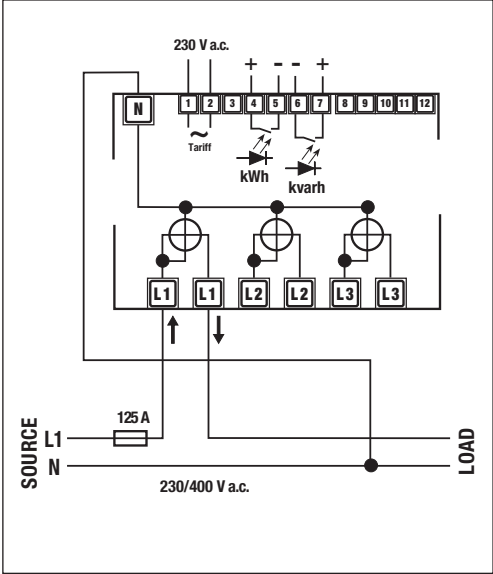 230 V a.c.
+ - - +
N 1 2 3 4 5 6 7 8 9 10 11 12
~
Tariff
kWh
kvarh
L1 L1 L2 L2 L3 L3
125 A
SOURCE
L1
N
LOAD
230/400 V a.c.